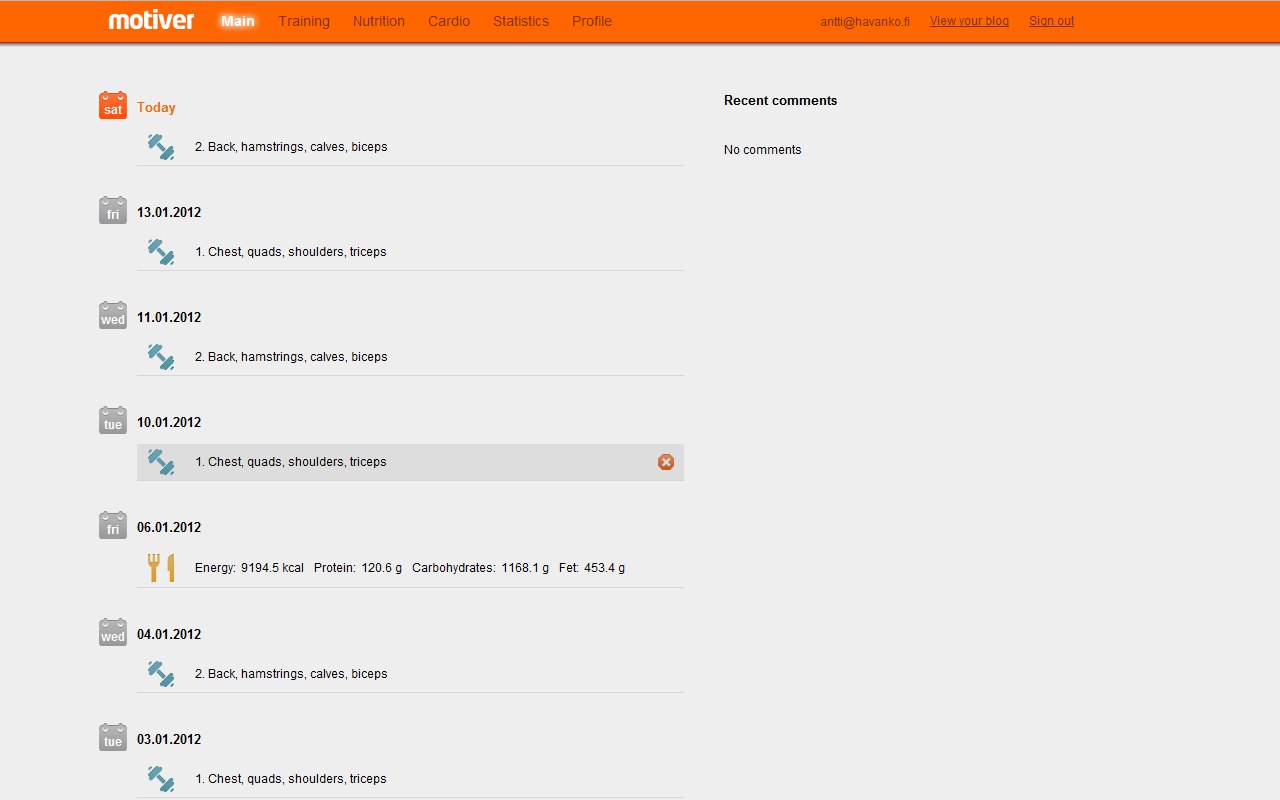 motiver Main Training Nutrition Cardio Statistics Profile antti@havanko.fi View your blog Sign out
sat Today
2. Back, hamstrings, calves, biceps
fri 13.01.2012
1. Chest, quads, shoulders, triceps
wed 11.01.2012
2. Back, hamstrings, calves, biceps
tue 10.01.2012
1. Chest, quads, shoulders, triceps
fri 06.01.2012
Energy: 9194.5 kcal Protein: 120.6 g Carbohydrates: 1168.1 g Fet: 453.4 g
wed 04.01.2012
2. Back, hamstrings, calves, biceps
tue 03.01.2012
1. Chest, quads, shoulders, triceps
Recent comments
No comments